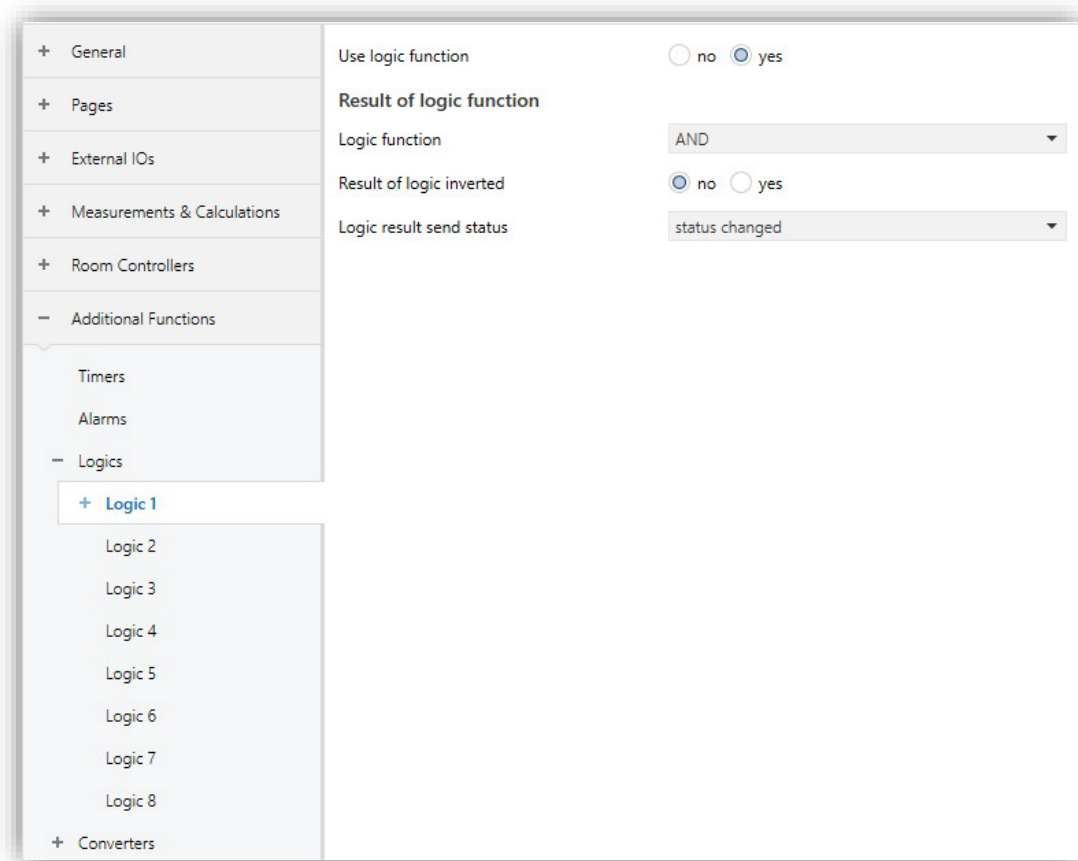 + General
+ Pages
+ External IOs
+ Measurements & Calculations
+ Room Controllers
− Additional Functions
Timers
Alarms
− Logics
+ Logic 1
Logic 2
Logic 3
Logic 4
Logic 5
Logic 6
Logic 7
Logic 8
+ Converters
Use logic function no yes
Result of logic function
Logic function AND
Result of logic inverted no yes
Logic result send status status changed